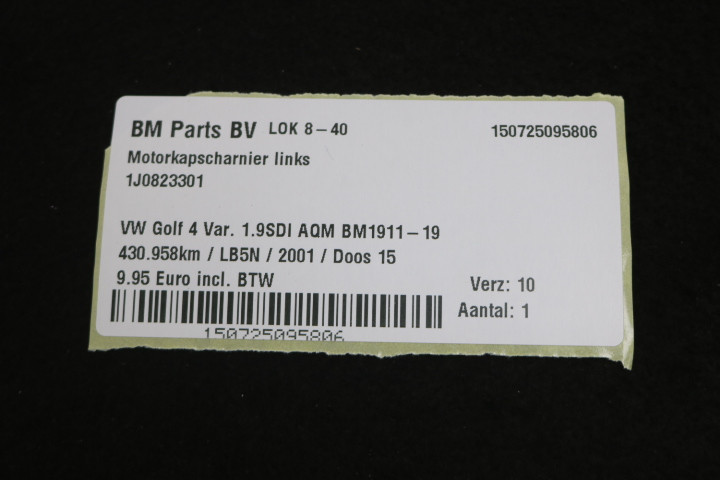 BM Parts BV LOK 8-40 150725095806
Motorkapscharnier links
1J0823301
VW Golf 4 Var. 1.9SDI AQM BM1911-19
430.958km / LB5N / 2001 / Doos 15
9.95 Euro incl. BTW Verz: 10
Aantal: 1
150725095806